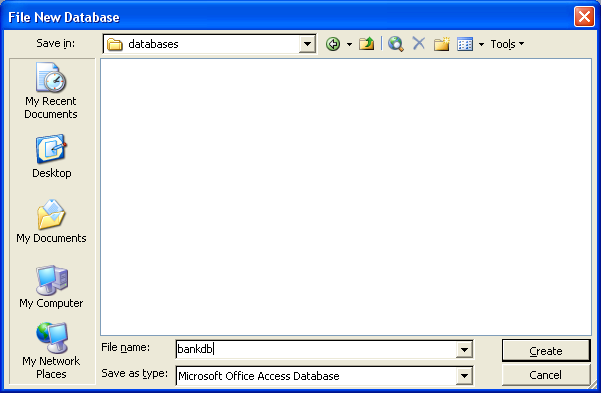 File New Database
Save in:
databases
Tools
My Recent
Documents
Desktop
My Documents
My Computer
My Network
Places
File name:
bankdb
Create
Save as type:
Microsoft Office Access Database
Cancel